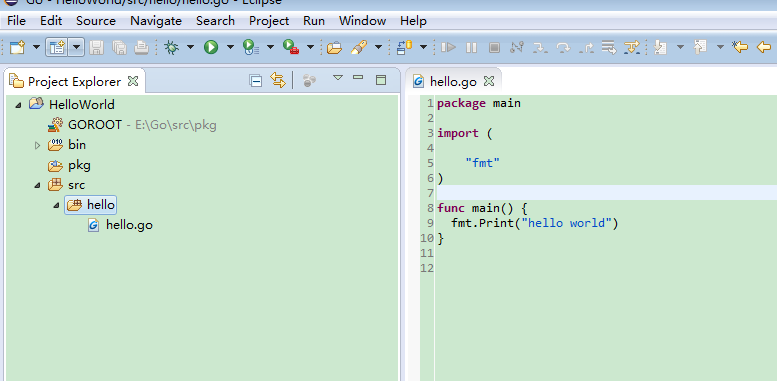 Go - HelloWorld/src/hello/hello.go - Eclipse
File Edit Source Navigate Search Project Run Window Help
Project Explorer
HelloWorld
GOROOT - E:\Go\src\pkg
bin
pkg
src
hello
hello.go
hello.go
1 package main
2
3 import (
4
5 "fmt"
6 )
7
8 func main() {
9 fmt.Print("hello world")
10 }
11
12